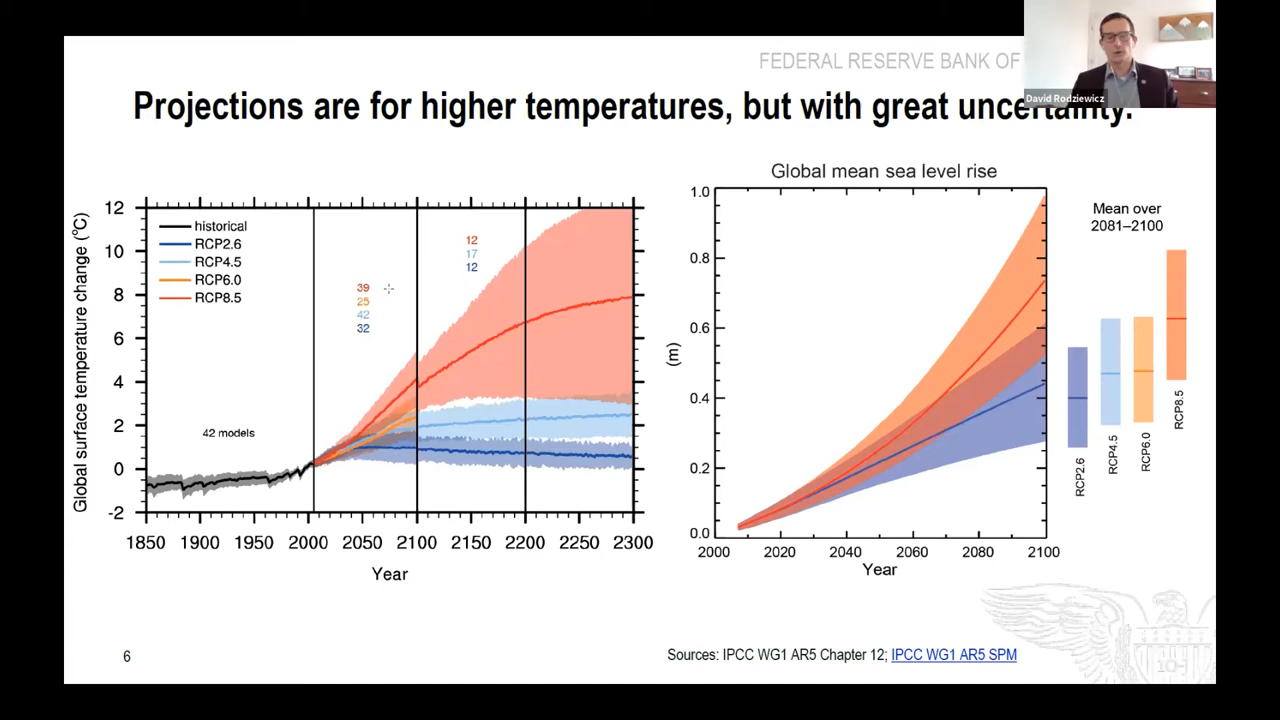 FEDERAL RESERVE BANK OF
David Rodziewicz
Projections are for higher temperatures, but with great uncertainty.
Global surface temperature change (°C)
12
10
8
6
4
2
0
-2
historical
RCP2.6
RCP4.5
RCP6.0
RCP8.5
39
25
42
32
12
17
12
42 models
1850 1900 1950 2000 2050 2100 2150 2200 2250 2300
Year
Global mean sea level rise
(m)
1.0
0.8
0.6
0.4
0.2
0.0
2000 2020 2040 2060 2080 2100
Year
Mean over
2081–2100
RCP2.6
RCP4.5
RCP6.0
RCP8.5
6
Sources: IPCC WG1 AR5 Chapter 12; IPCC WG1 AR5 SPM
10-J